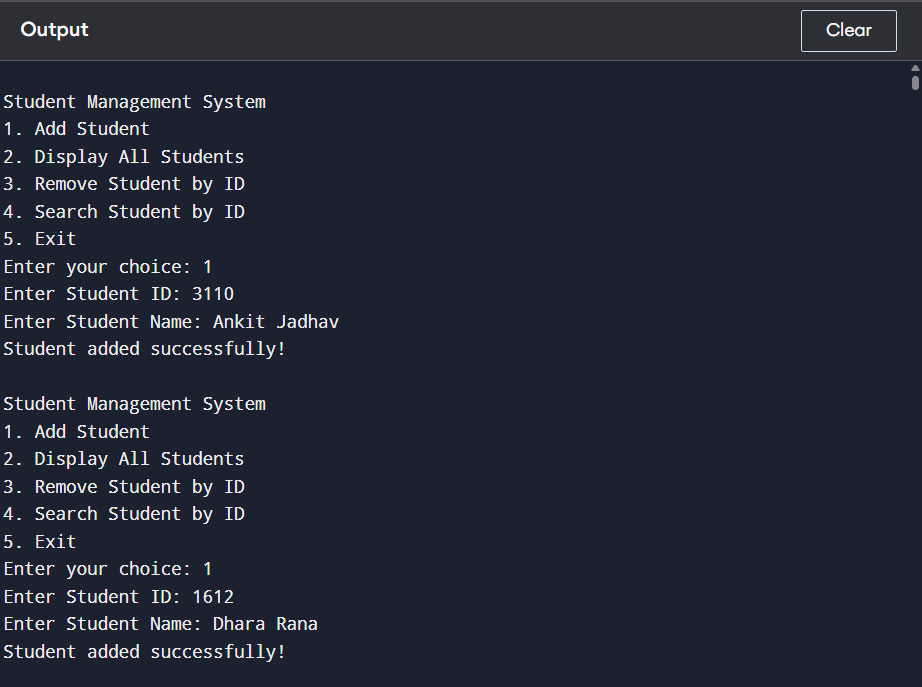 Output
Clear
Student Management System
1. Add Student
2. Display All Students
3. Remove Student by ID
4. Search Student by ID
5. Exit
Enter your choice: 1
Enter Student ID: 3110
Enter Student Name: Ankit Jadhav
Student added successfully!
Student Management System
1. Add Student
2. Display All Students
3. Remove Student by ID
4. Search Student by ID
5. Exit
Enter your choice: 1
Enter Student ID: 1612
Enter Student Name: Dhara Rana
Student added successfully!